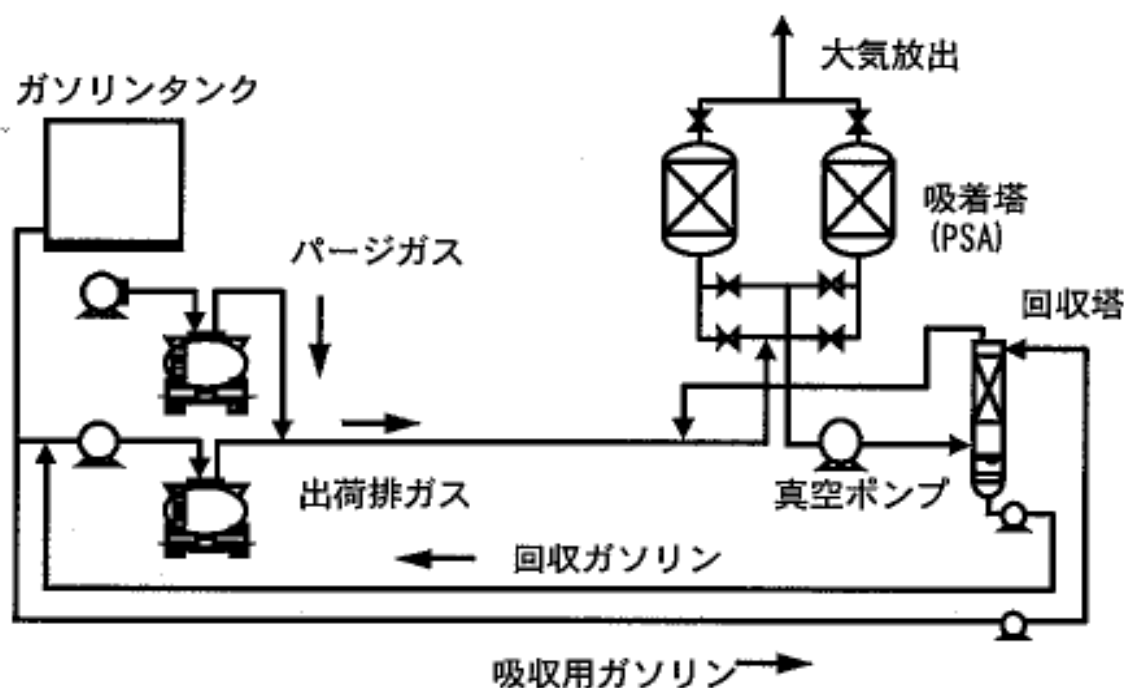 大気放出
ガソリンタンク
吸着塔
(PSA)
パージガス
回収塔
出荷排ガス
真空ポンプ
回収ガソリン
吸収用ガソリン